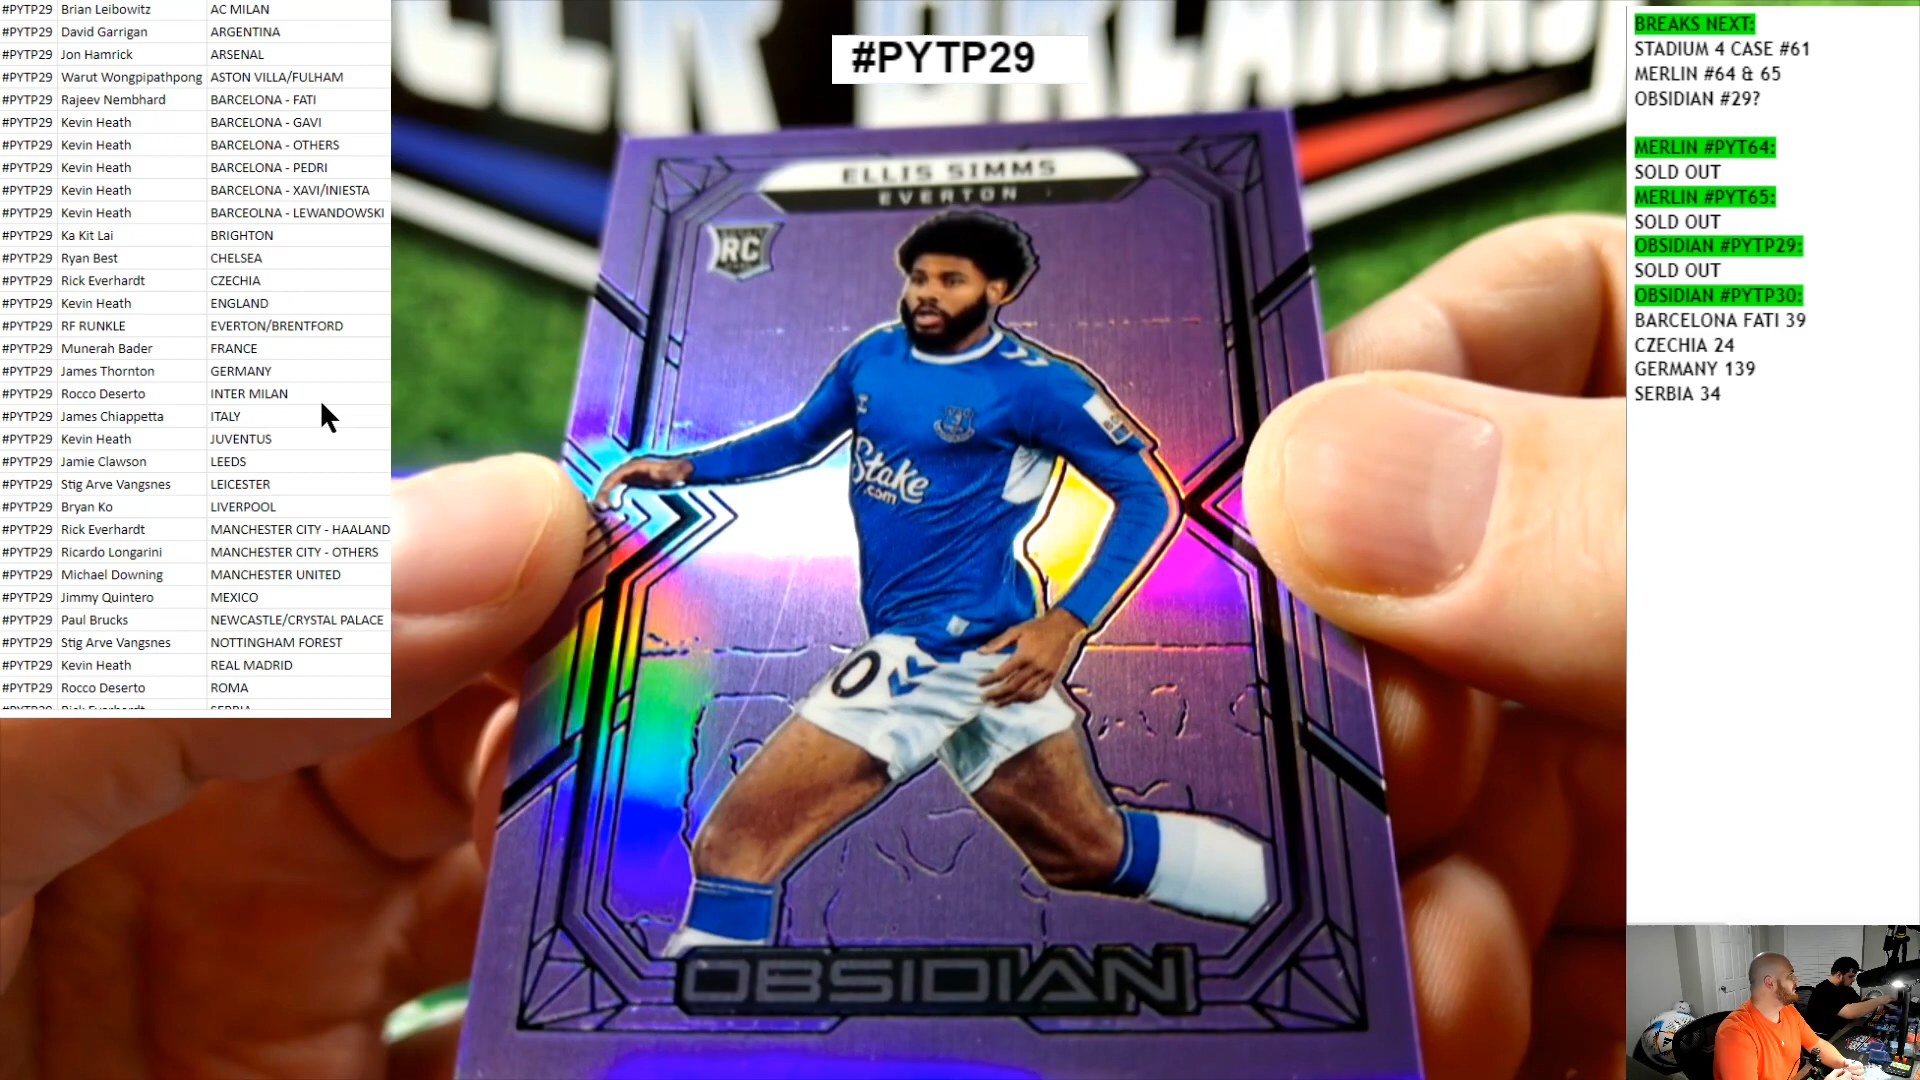 #PYTP29 Brian Leibowitz AC MILAN
#PYTP29 David Garrigan ARGENTINA
#PYTP29 Jon Hamrick ARSENAL
#PYTP29 Warut Wongpipathpong ASTON VILLA/FULHAM
#PYTP29 Rajeev Nembhard BARCELONA - FATI
#PYTP29 Kevin Heath BARCELONA - GAVI
#PYTP29 Kevin Heath BARCELONA - OTHERS
#PYTP29 Kevin Heath BARCELONA - PEDRI
#PYTP29 Kevin Heath BARCELONA - XAVI/INIESTA
#PYTP29 Kevin Heath BARCEOLNA - LEWANDOWSKI
#PYTP29 Ka Kit Lai BRIGHTON
#PYTP29 Ryan Best CHELSEA
#PYTP29 Rick Everhardt CZECHIA
#PYTP29 Kevin Heath ENGLAND
#PYTP29 RF RUNKLE EVERTON/BRENTFORD
#PYTP29 Munerah Bader FRANCE
#PYTP29 James Thornton GERMANY
#PYTP29 Rocco Deserto INTER MILAN
#PYTP29 James Chiappetta ITALY
#PYTP29 Kevin Heath JUVENTUS
#PYTP29 Jamie Clawson LEEDS
#PYTP29 Stig Arve Vangsnes LEICESTER
#PYTP29 Bryan Ko LIVERPOOL
#PYTP29 Rick Everhardt MANCHESTER CITY - HAALAND
#PYTP29 Ricardo Longarini MANCHESTER CITY - OTHERS
#PYTP29 Michael Downing MANCHESTER UNITED
#PYTP29 Jimmy Quintero MEXICO
#PYTP29 Paul Brucks NEWCASTLE/CRYSTAL PALACE
#PYTP29 Stig Arve Vangsnes NOTTINGHAM FOREST
#PYTP29 Kevin Heath REAL MADRID
#PYTP29 Rocco Deserto ROMA
#PYTP29
ELLIS SIMMS
EVERTON
RC
Stake
.com
0
OBSIDIAN
BREAKS NEXT:
STADIUM 4 CASE #61
MERLIN #64 & 65
OBSIDIAN #29?
MERLIN #PYT64:
SOLD OUT
MERLIN #PYT65:
SOLD OUT
OBSIDIAN #PYTP29:
SOLD OUT
OBSIDIAN #PYTP30:
BARCELONA FATI 39
CZECHIA 24
GERMANY 139
SERBIA 34